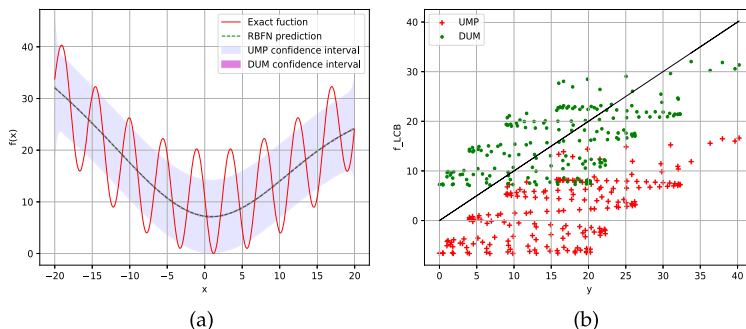 Exact fuction
RBFN prediction
UMP confidence interval
DUM confidence interval
f(x)
40
30
20
10
0
−20
−15
−10
−5
0
5
10
15
20
x
(a)
UMP
DUM
f_LCB
40
30
20
10
0
0
5
10
15
20
25
30
35
40
y
(b)